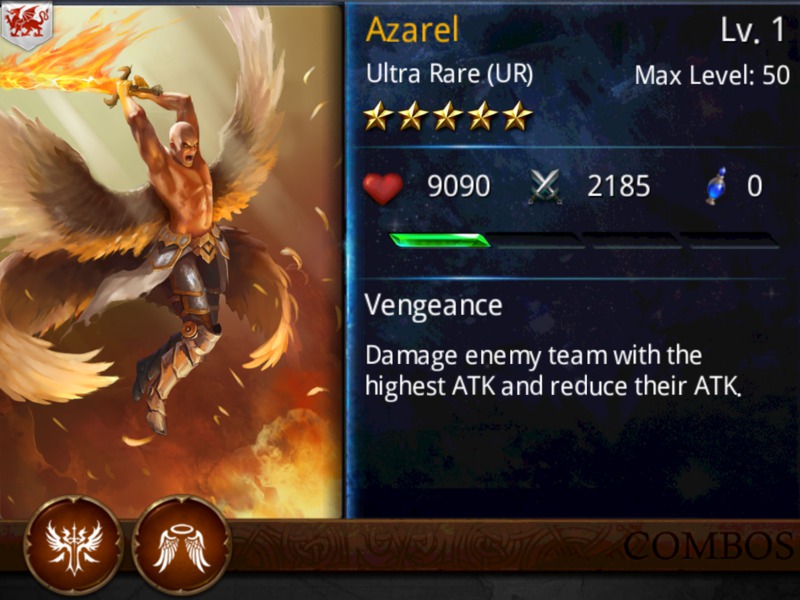 Azarel
Lv. 1
Ultra Rare (UR)
Max Level: 50
9090
2185
0
Vengeance
Damage enemy team with the
highest ATK and reduce their ATK.
COMBOS